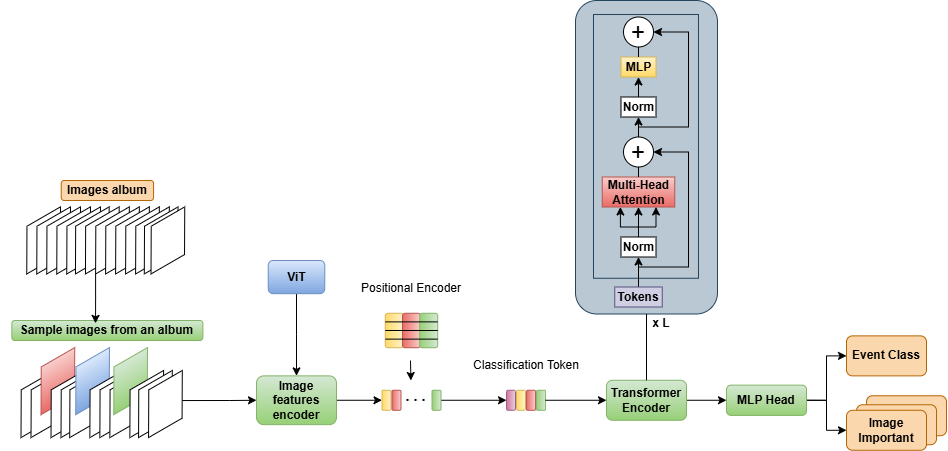 MLP
Norm
Multi-Head
Attention
Norm
Tokens
x L
Images album
ViT
Positional Encoder
Sample images from an album
Classification Token
Image
features
encoder
Transformer
Encoder
MLP Head
Event Class
Image
Important